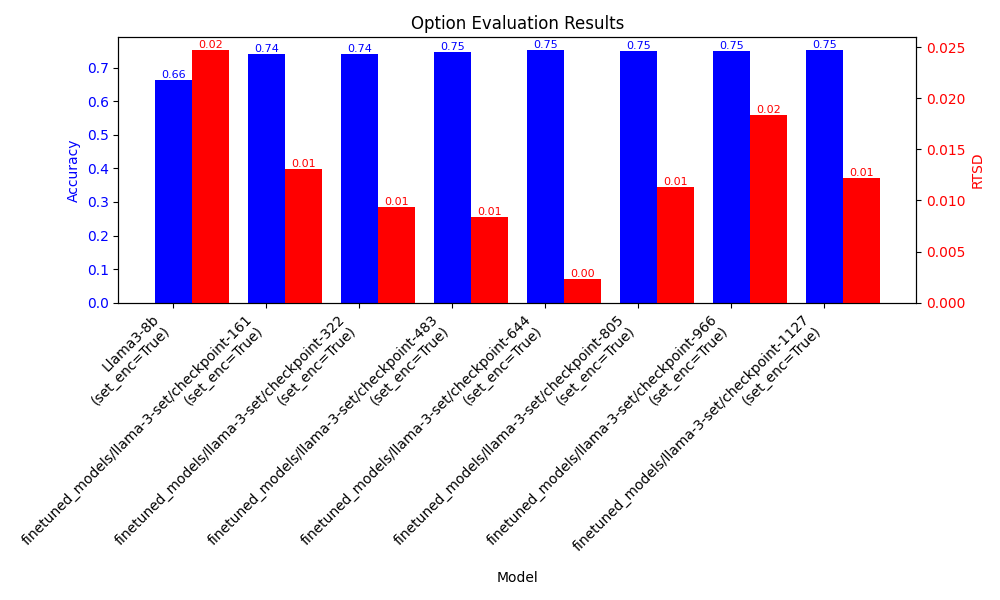 Option Evaluation Results
0.66 0.02 0.74 0.01 0.74 0.01 0.75 0.01 0.75 0.00 0.75 0.01 0.75 0.02 0.75 0.01
Accuracy
0.7
0.6
0.5
0.4
0.3
0.2
0.1
0.0
RTSD
0.025
0.020
0.015
0.010
0.005
0.000
Llama3-8b
(set_enc=True)
finetuned_models/llama-3-set/checkpoint-161
(set_enc=True)
finetuned_models/llama-3-set/checkpoint-322
(set_enc=True)
finetuned_models/llama-3-set/checkpoint-483
(set_enc=True)
finetuned_models/llama-3-set/checkpoint-644
(set_enc=True)
finetuned_models/llama-3-set/checkpoint-805
(set_enc=True)
finetuned_models/llama-3-set/checkpoint-966
(set_enc=True)
finetuned_models/llama-3-set/checkpoint-1127
(set_enc=True)
Model